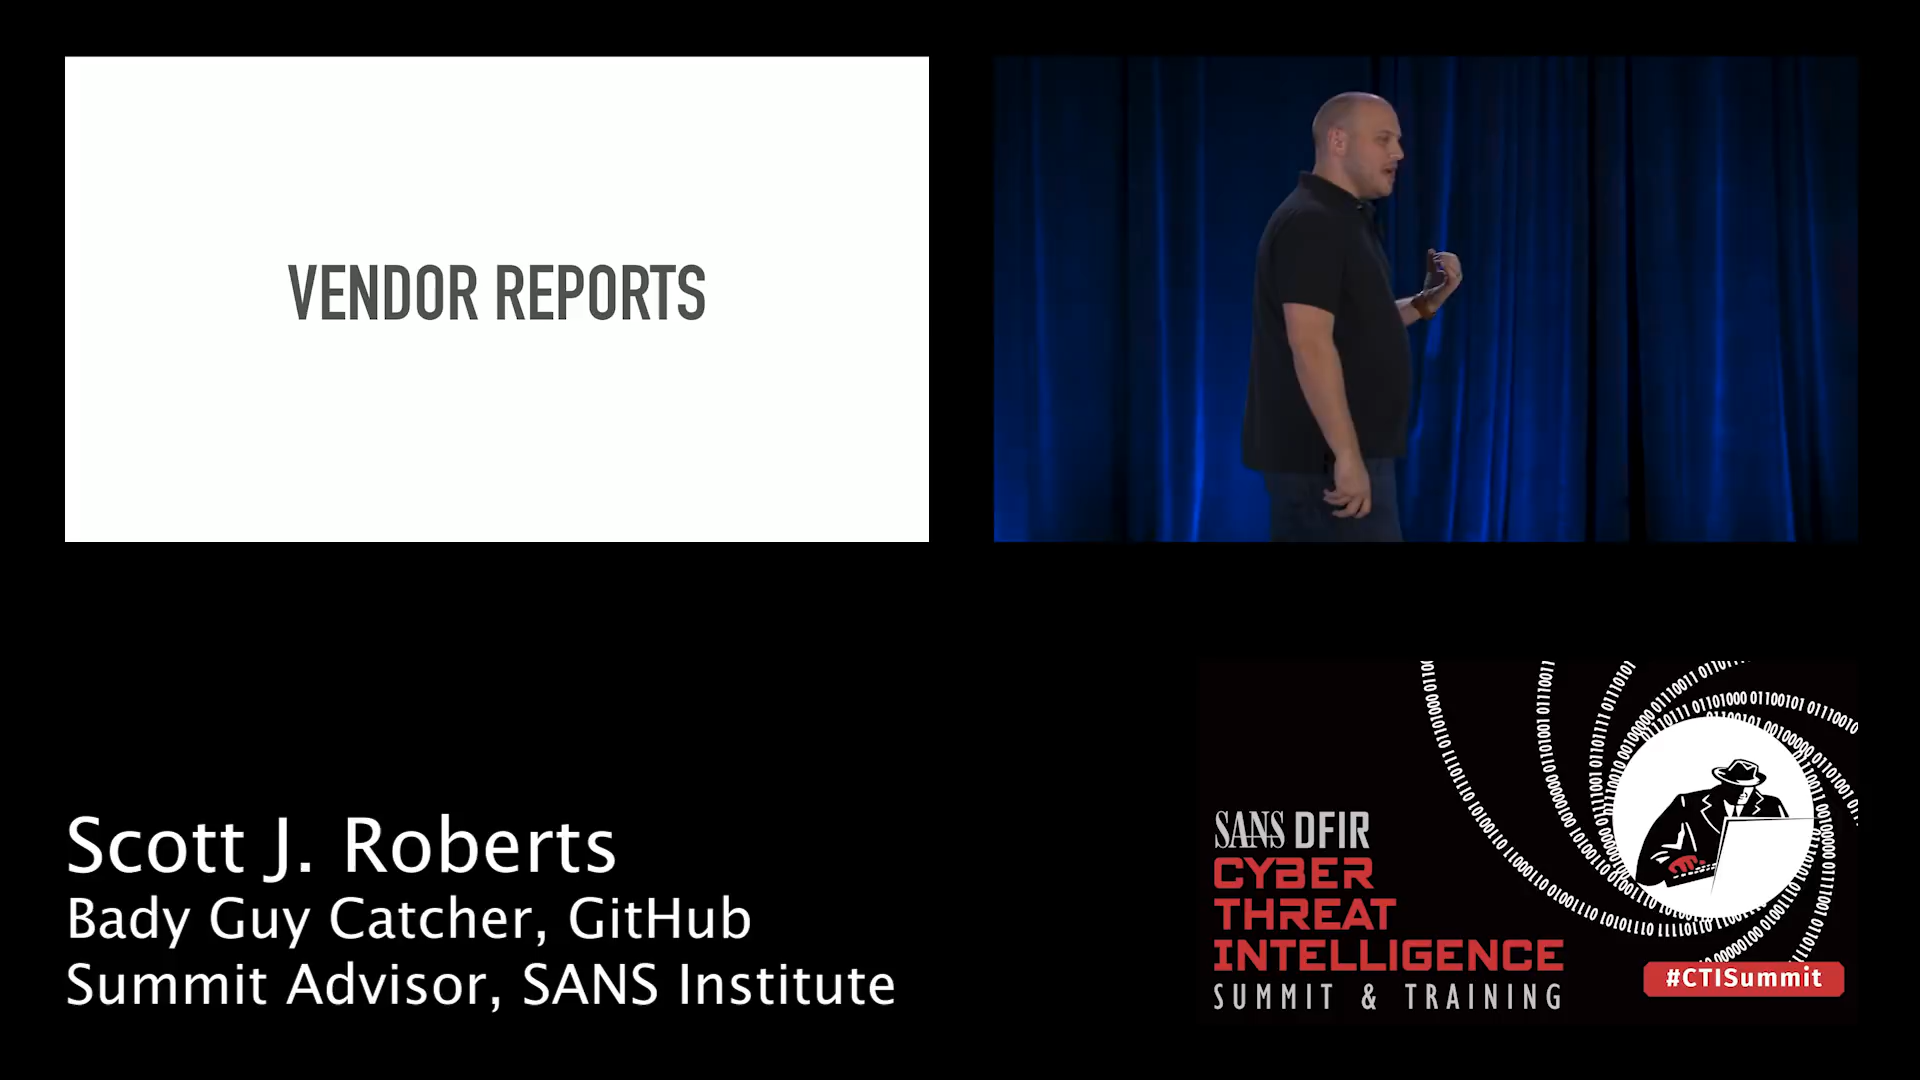 VENDOR REPORTS
Scott J. Roberts
Bady Guy Catcher, GitHub
Summit Advisor, SANS Institute
SANS DFIR
CYBER
THREAT
INTELLIGENCE
SUMMIT & TRAINING
#CTISummit